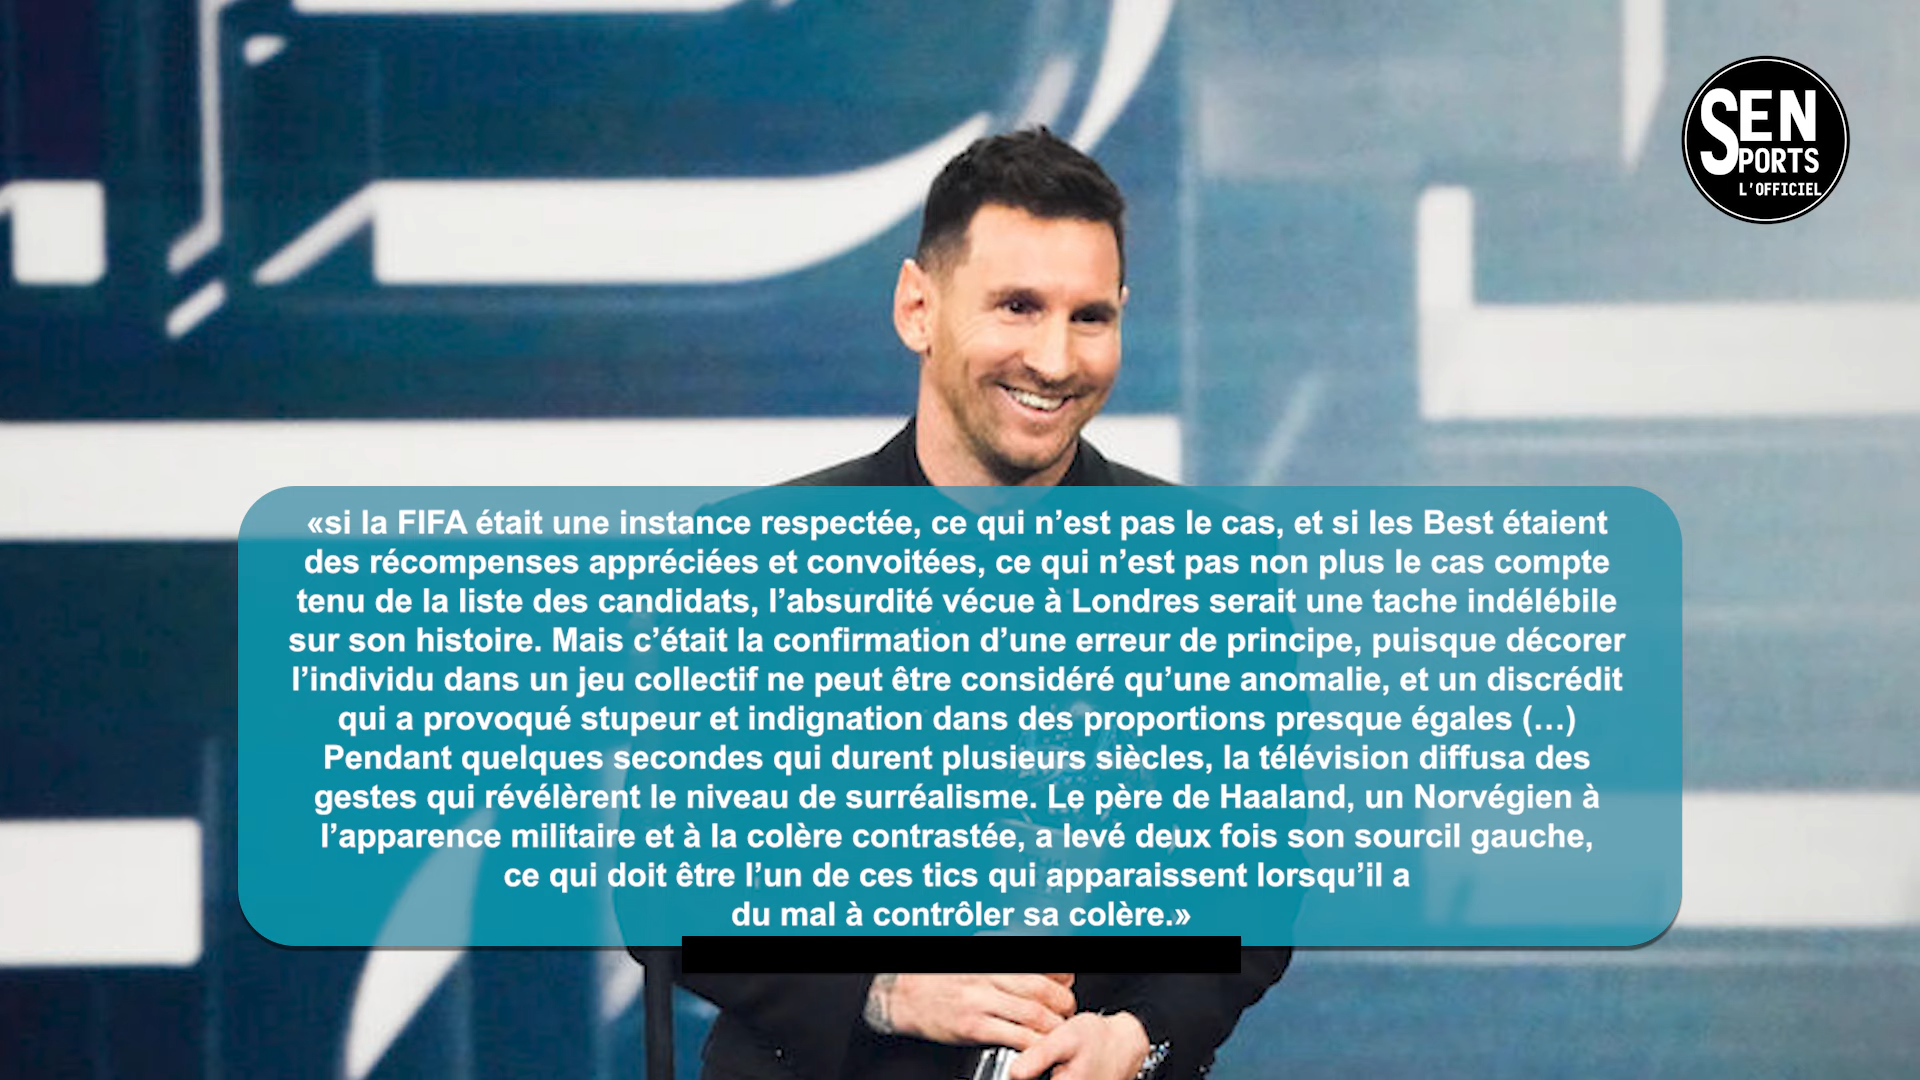 SEN
SPORTS
L'OFFICIEL
«si la FIFA était une instance respectée, ce qui n’est pas le cas, et si les Best étaient
des récompenses appréciées et convoitées, ce qui n’est pas non plus le cas compte
tenu de la liste des candidats, l’absurdité vécue à Londres serait une tache indélébile
sur son histoire. Mais c’était la confirmation d’une erreur de principe, puisque décorer
l’individu dans un jeu collectif ne peut être considéré qu’une anomalie, et un discrédit
qui a provoqué stupeur et indignation dans des proportions presque égales (…)
Pendant quelques secondes qui durent plusieurs siècles, la télévision diffusa des
gestes qui révélèrent le niveau de surréalisme. Le père de Haaland, un Norvégien à
l’apparence militaire et à la colère contrastée, a levé deux fois son sourcil gauche,
ce qui doit être l’un de ces tics qui apparaissent lorsqu’il a
du mal à contrôler sa colère.»